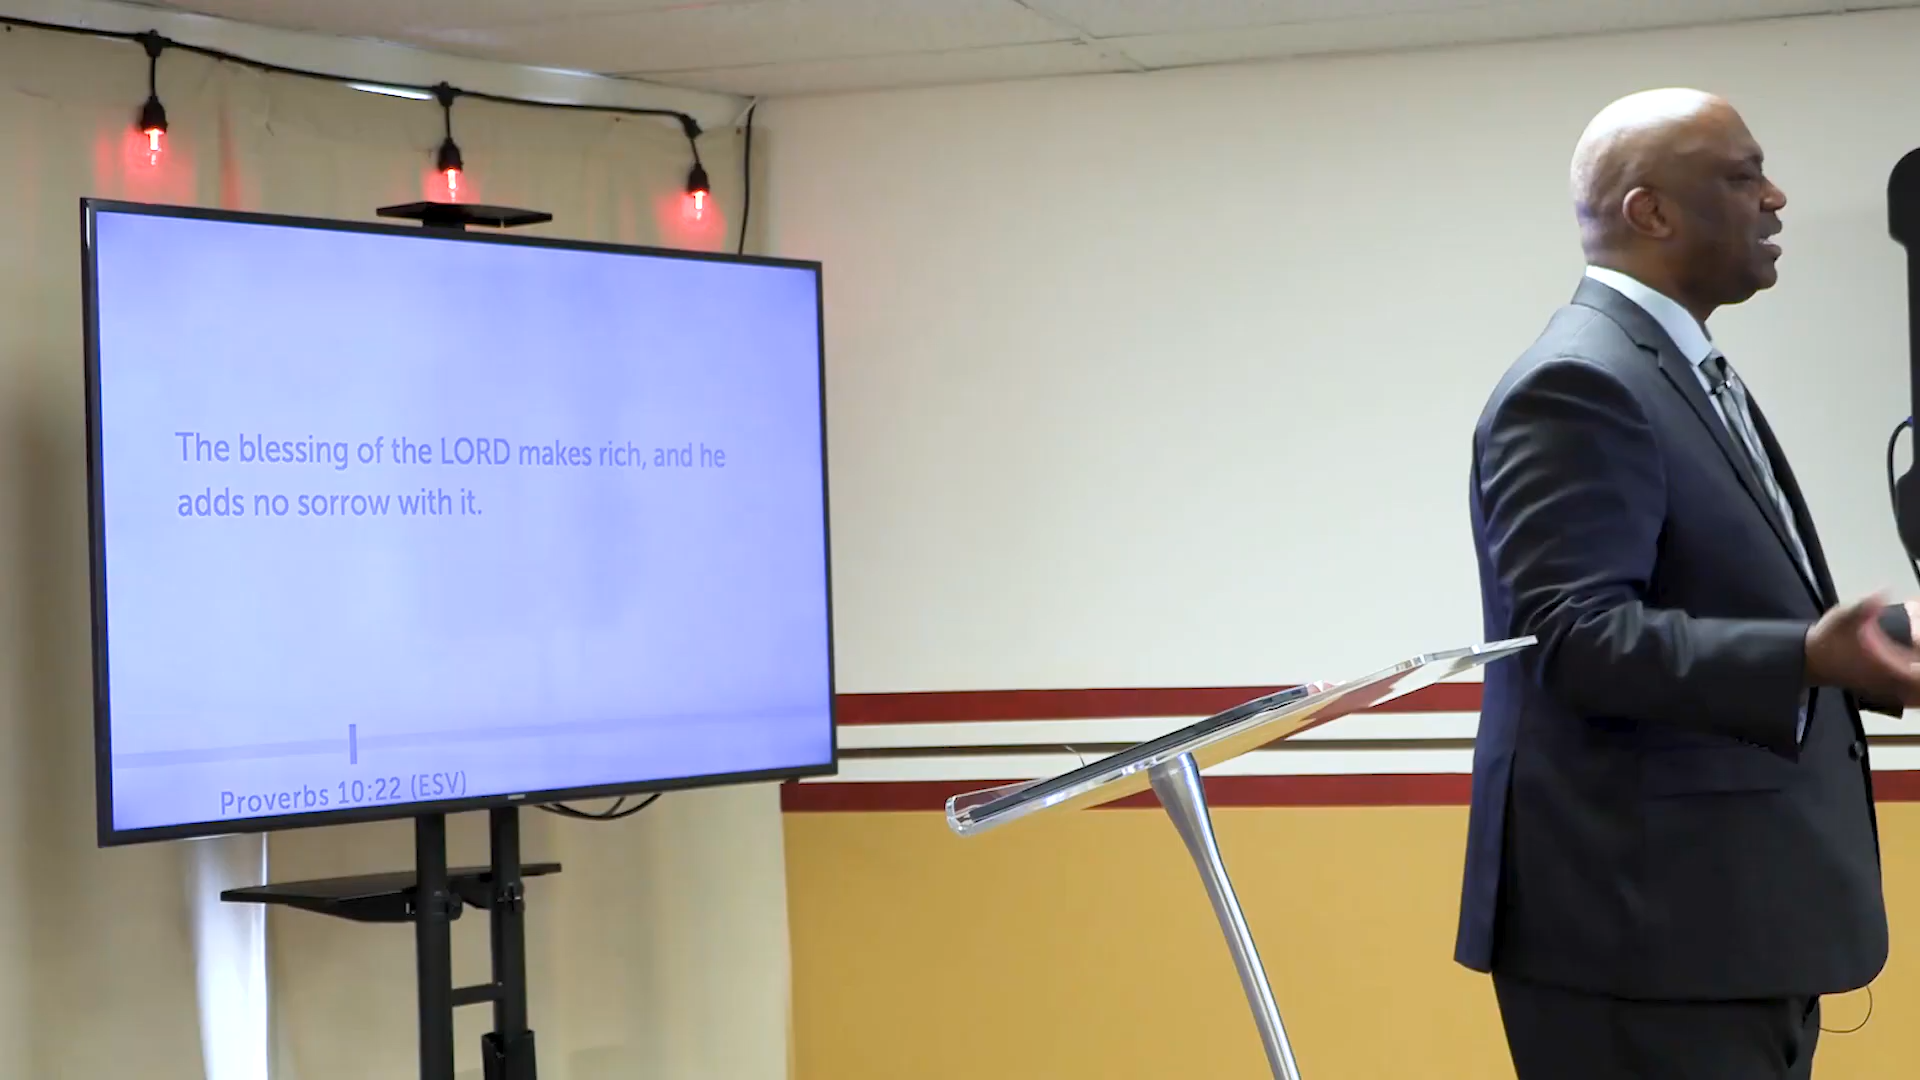 The blessing of the LORD makes rich, and he
adds no sorrow with it.
Proverbs 10:22 (ESV)